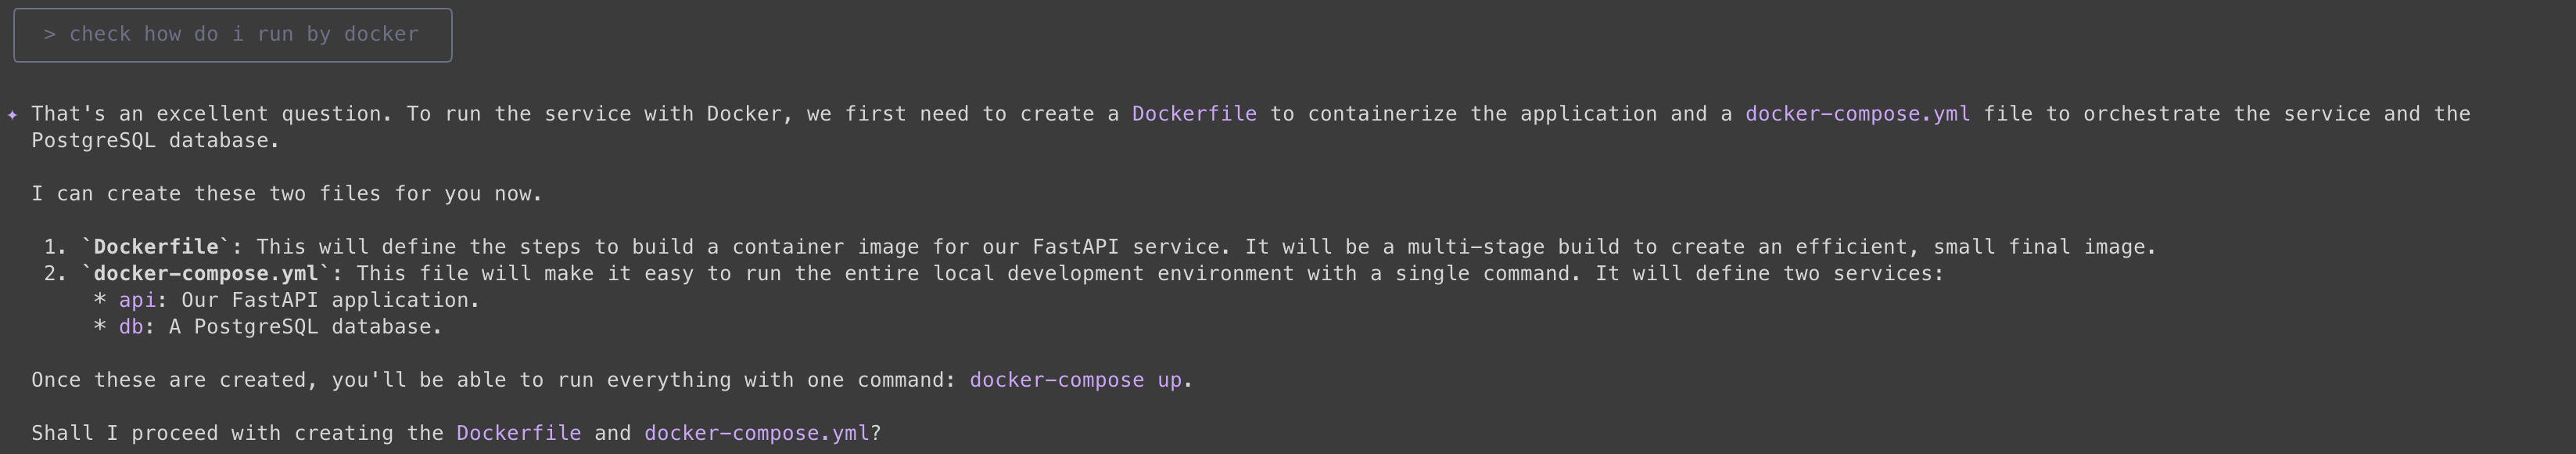 > check how do i run by docker
✦ That's an excellent question. To run the service with Docker, we first need to create a Dockerfile to containerize the application and a docker-compose.yml file to orchestrate the service and the
PostgreSQL database.
I can create these two files for you now.
1. `Dockerfile`: This will define the steps to build a container image for our FastAPI service. It will be a multi-stage build to create an efficient, small final image.
2. `docker-compose.yml`: This file will make it easy to run the entire local development environment with a single command. It will define two services:
* api: Our FastAPI application.
* db: A PostgreSQL database.
Once these are created, you'll be able to run everything with one command: docker-compose up.
Shall I proceed with creating the Dockerfile and docker-compose.yml?